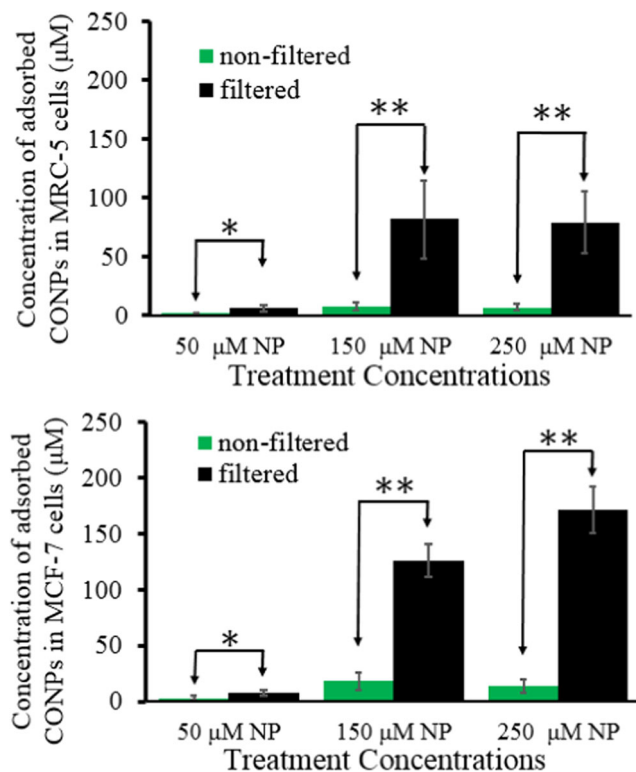 Concentration of adsorbed
CONPs in MRC-5 cells (μM)
250
200
150
100
50
0
non-filtered
filtered
*
**
**
50 μM NP 150 μM NP 250 μM NP
Treatment Concentrations
Concentration of adsorbed
CONPs in MCF-7 cells (μM)
250
200
150
100
50
0
non-filtered
filtered
*
**
**
50 μM NP 150 μM NP 250 μM NP
Treatment Concentrations